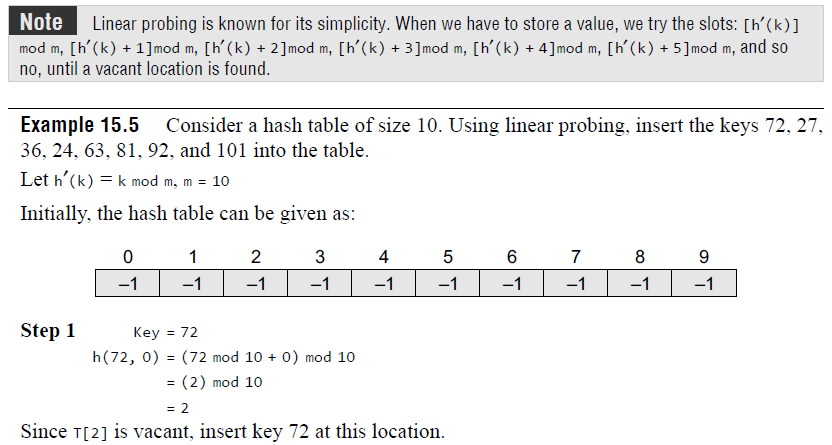 Note Linear probing is known for its simplicity. When we have to store a value, we try the slots: [h′(k)]
mod m, [h′(k) + 1]mod m, [h′(k) + 2]mod m, [h′(k) + 3]mod m, [h′(k) + 4]mod m, [h′(k) + 5]mod m, and so
no, until a vacant location is found.
Example 15.5 Consider a hash table of size 10. Using linear probing, insert the keys 72, 27,
36, 24, 63, 81, 92, and 101 into the table.
Let h′(k) = k mod m, m = 10
Initially, the hash table can be given as:
0 1 2 3 4 5 6 7 8 9
–1 –1 –1 –1 –1 –1 –1 –1 –1 –1
Step 1 Key = 72
h(72, 0) = (72 mod 10 + 0) mod 10
= (2) mod 10
= 2
Since T[2] is vacant, insert key 72 at this location.